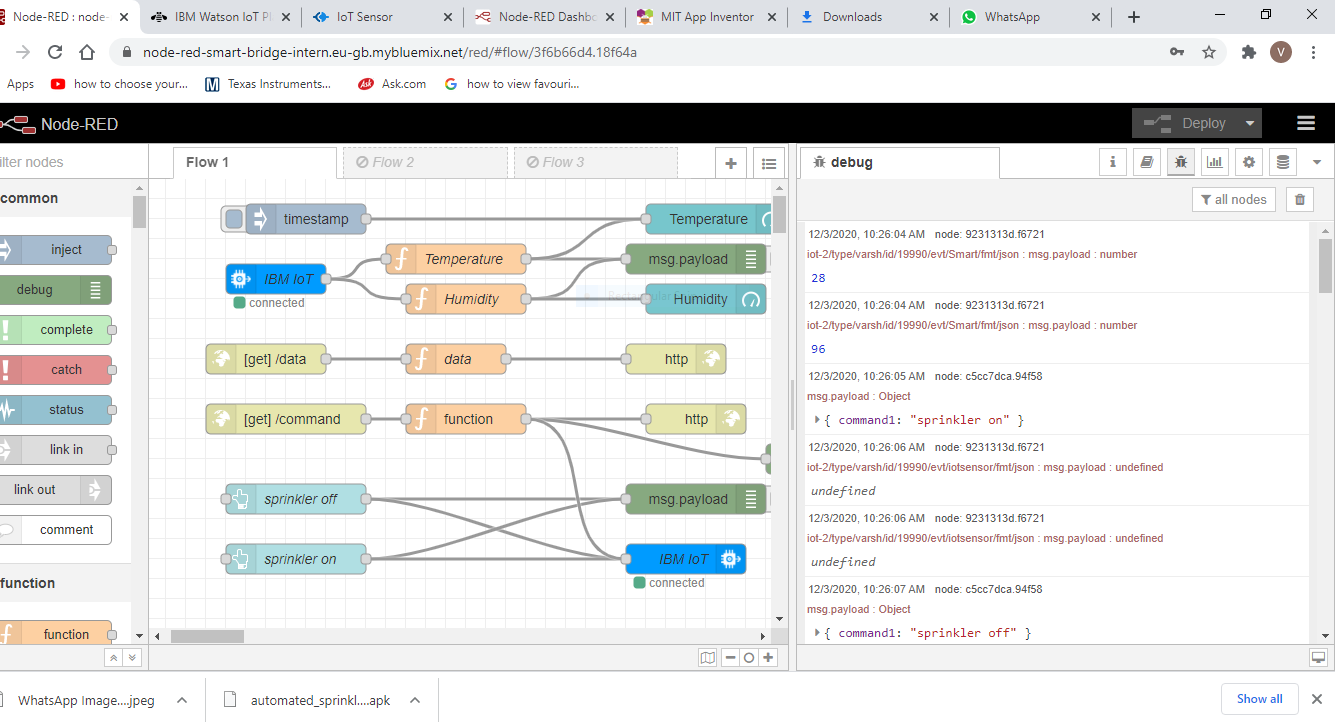 Node-RED : node-
IBM Watson IoT Pl
IoT Sensor
Node-RED Dashbo
MIT App Inventor
Downloads
WhatsApp
node-red-smart-bridge-intern.eu-gb.mybluemix.net/red/#flow/3f6b66d4.18f64a
V
Apps
how to choose your...
Texas Instruments...
Ask
Ask.com
how to view favouri...
Node-RED
Deploy
ilter nodes
Flow 1
Flow 2
Flow 3
debug
all nodes
common
inject
debug
complete
catch
status
link in
link out
comment
function
function
timestamp
Temperature
Temperature
msg.payload
IBM IoT
connected
Humidity
Humidity
[get] /data
data
http
[get] /command
function
http
sprinkler off
msg.payload
sprinkler on
IBM IoT
connected
12/3/2020, 10:26:04 AM node: 9231313d.f6721
iot-2/type/varsh/id/19990/evt/Smart/fmt/json : msg.payload : number
28
12/3/2020, 10:26:04 AM node: 9231313d.f6721
iot-2/type/varsh/id/19990/evt/Smart/fmt/json : msg.payload : number
96
12/3/2020, 10:26:05 AM node: c5cc7dca.94f58
msg.payload : Object
{ command1: "sprinkler on" }
12/3/2020, 10:26:06 AM node: 9231313d.f6721
iot-2/type/varsh/id/19990/evt/iotsensor/fmt/json : msg.payload : undefined
undefined
12/3/2020, 10:26:06 AM node: 9231313d.f6721
iot-2/type/varsh/id/19990/evt/iotsensor/fmt/json : msg.payload : undefined
undefined
12/3/2020, 10:26:07 AM node: c5cc7dca.94f58
msg.payload : Object
{ command1: "sprinkler off" }
WhatsApp Image....jpeg
automated_sprinkl....apk
Show all